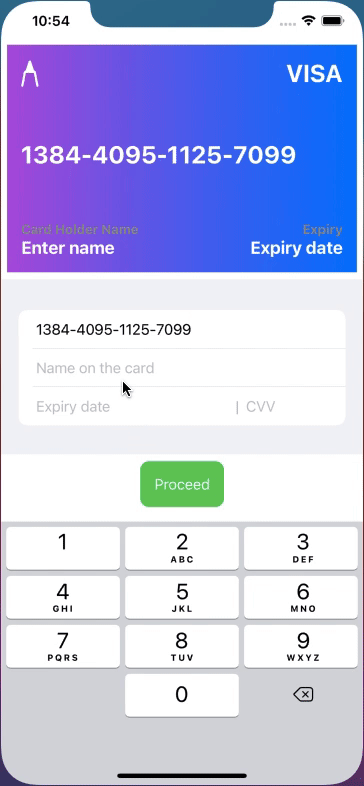 10:54
VISA
1384-4095-1125-7099
Card Holder Name Expiry
Enter name Expiry date
1384-4095-1125-7099
Name on the card
Expiry date | CVV
Proceed
1 2 3
ABC DEF
4 5 6
GHI JKL MNO
7 8 9
PQRS TUV WXYZ
0